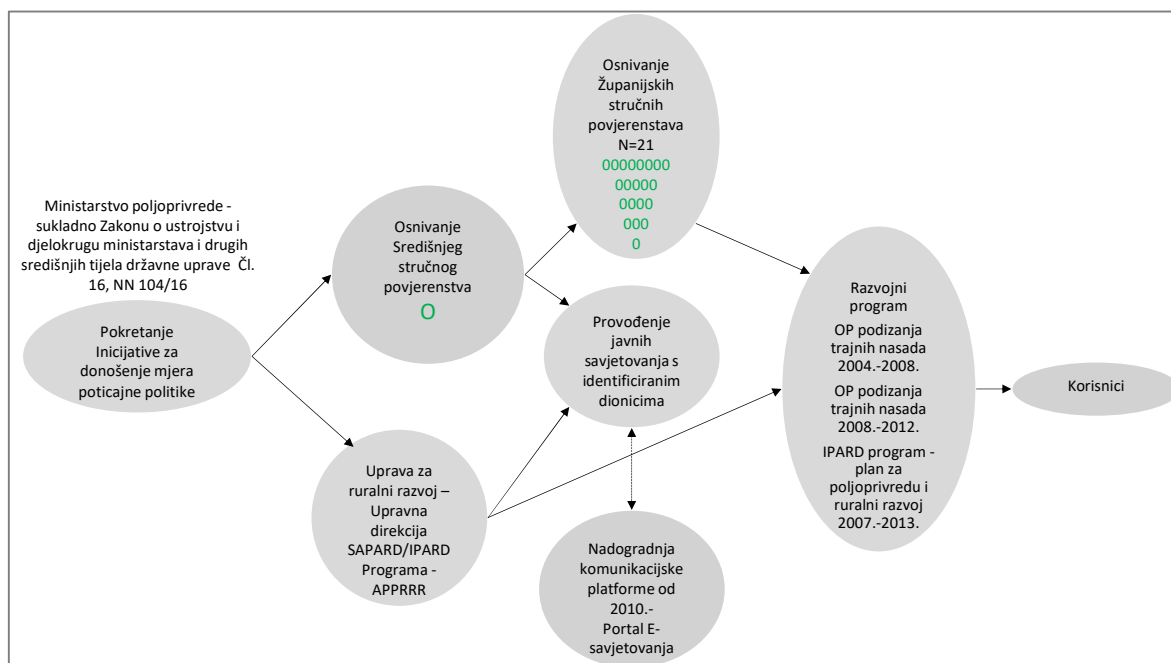 Ministarstvo poljoprivrede -
sukladno Zakonu o ustrojstvu i
djelokrugu ministarstava i drugih
središnjih tijela državne uprave Čl.
16, NN 104/16
Pokretanje
Inicijative za
donošenje mjera
poticajne politike
Osnivanje
Središnjeg
stručnog
povjerenstva
O
Uprava za
ruralni razvoj –
Upravna
direkcija
SAPARD/IPARD
Programa -
APPRRR
Osnivanje
Županijskih
stručnih
povjerenstava
N=21
00000000
00000
0000
000
0
Provođenje
javnih
savjetovanja s
identificiranim
dionicima
Nadogradnja
komunikacijske
platforme od
2010.-
Portal E-
savjetovanja
Razvojni
program
OP podizanja
trajnih nasada
2004.-2008.
OP podizanja
trajnih nasada
2008.-2012.
IPARD program -
plan za
poljoprivredu i
ruralni razvoj
2007.-2013.
Korisnici